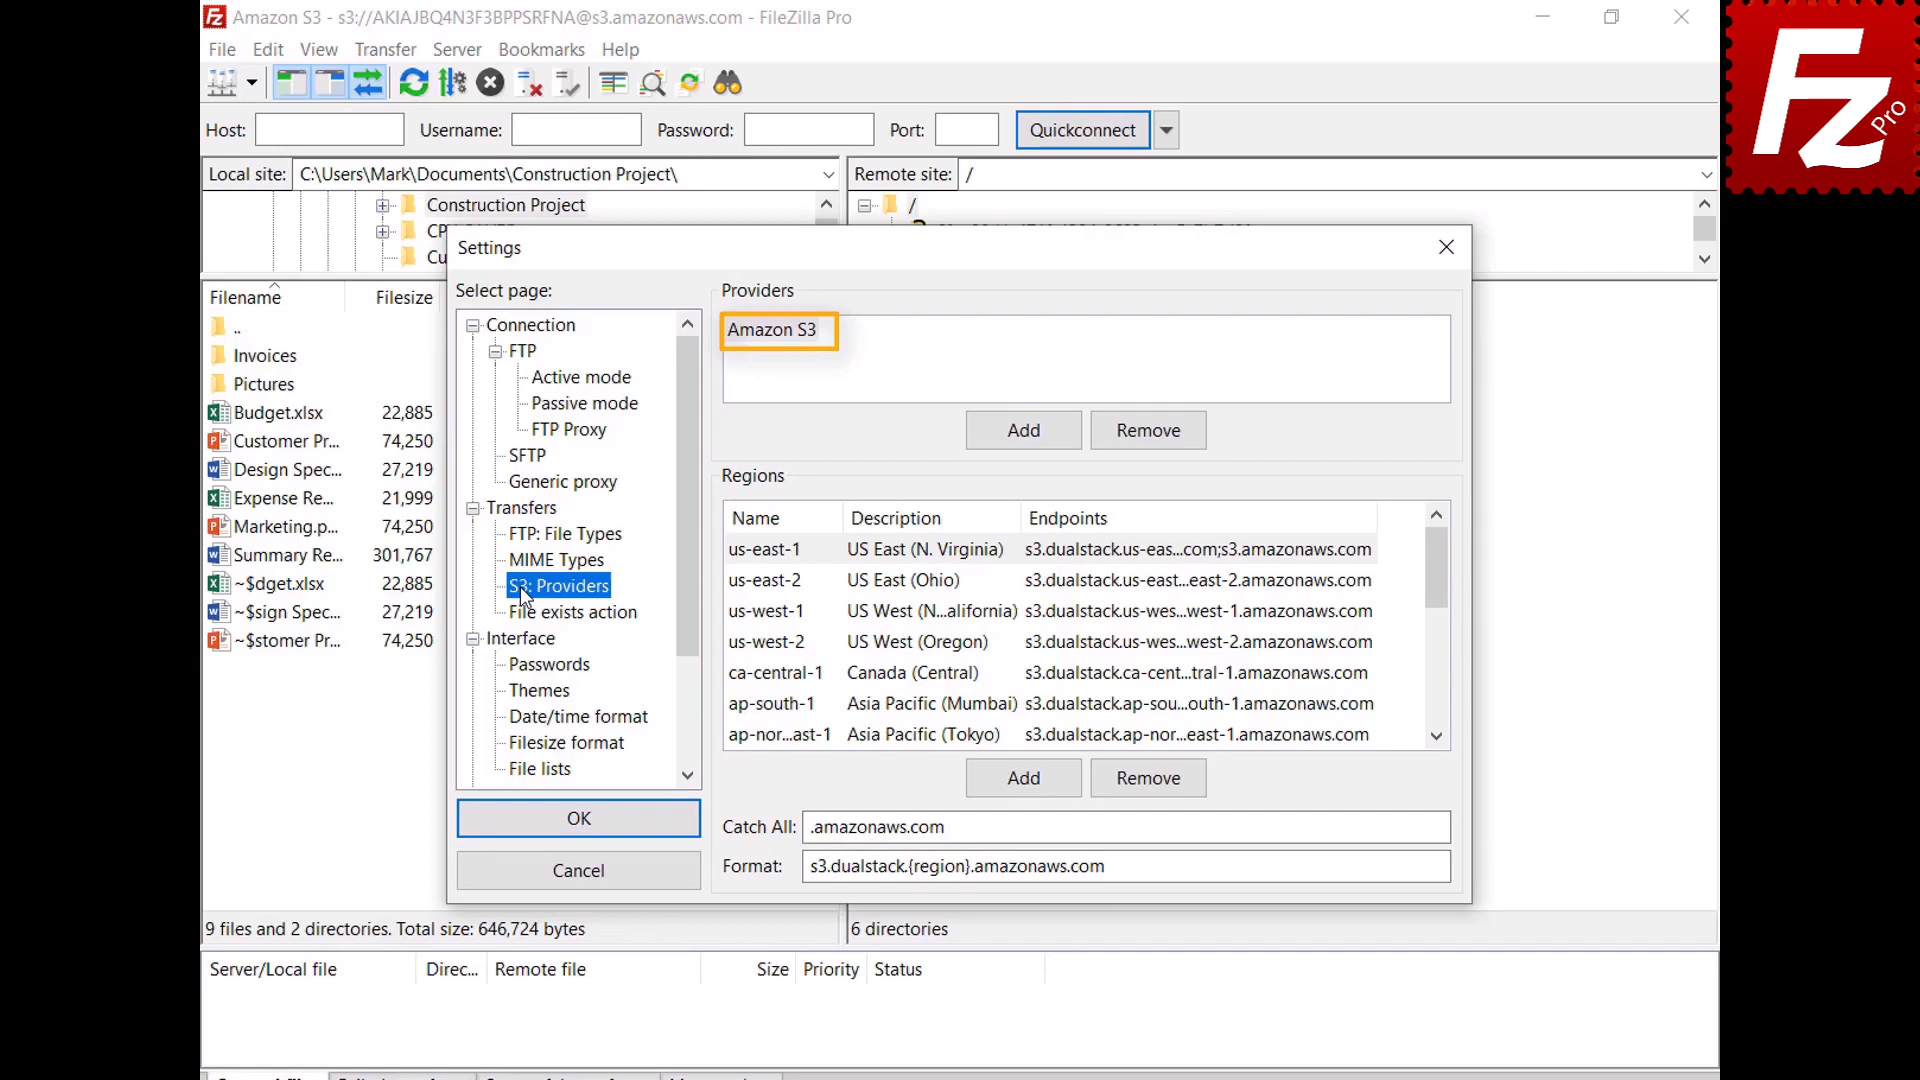 Amazon S3 - s3://AKIAJBQ4N3F3BPPSRFNA@s3.amazonaws.com - FileZilla Pro
File Edit View Transfer Server Bookmarks Help
Host: Username: Password: Port: Quickconnect
Local site: C:\Users\Mark\Documents\Construction Project\
Remote site: /
Construction Project
/
Cu
Filename Filesize
..
Invoices
Pictures
Budget.xlsx 22,885
Customer Pr... 74,250
Design Spec... 27,219
Expense Re... 21,999
Marketing.p... 74,250
Summary Re... 301,767
~$dget.xlsx 22,885
~$sign Spec... 27,219
~$stomer Pr... 74,250
Settings
Select page:
Connection
FTP
Active mode
Passive mode
FTP Proxy
SFTP
Generic proxy
Transfers
FTP: File Types
MIME Types
S3: Providers
File exists action
Interface
Passwords
Themes
Date/time format
Filesize format
File lists
OK
Cancel
Providers
Amazon S3
Add Remove
Regions
Name Description Endpoints
us-east-1 US East (N. Virginia) s3.dualstack.us-eas...com;s3.amazonaws.com
us-east-2 US East (Ohio) s3.dualstack.us-east...east-2.amazonaws.com
us-west-1 US West (N...alifornia) s3.dualstack.us-wes...west-1.amazonaws.com
us-west-2 US West (Oregon) s3.dualstack.us-wes...west-2.amazonaws.com
ca-central-1 Canada (Central) s3.dualstack.ca-cent...tral-1.amazonaws.com
ap-south-1 Asia Pacific (Mumbai) s3.dualstack.ap-sou...outh-1.amazonaws.com
ap-nor...ast-1 Asia Pacific (Tokyo) s3.dualstack.ap-nor...east-1.amazonaws.com
Add Remove
Catch All: .amazonaws.com
Format: s3.dualstack.{region}.amazonaws.com
9 files and 2 directories. Total size: 646,724 bytes
6 directories
Server/Local file Direc... Remote file Size Priority Status
Fz Pro